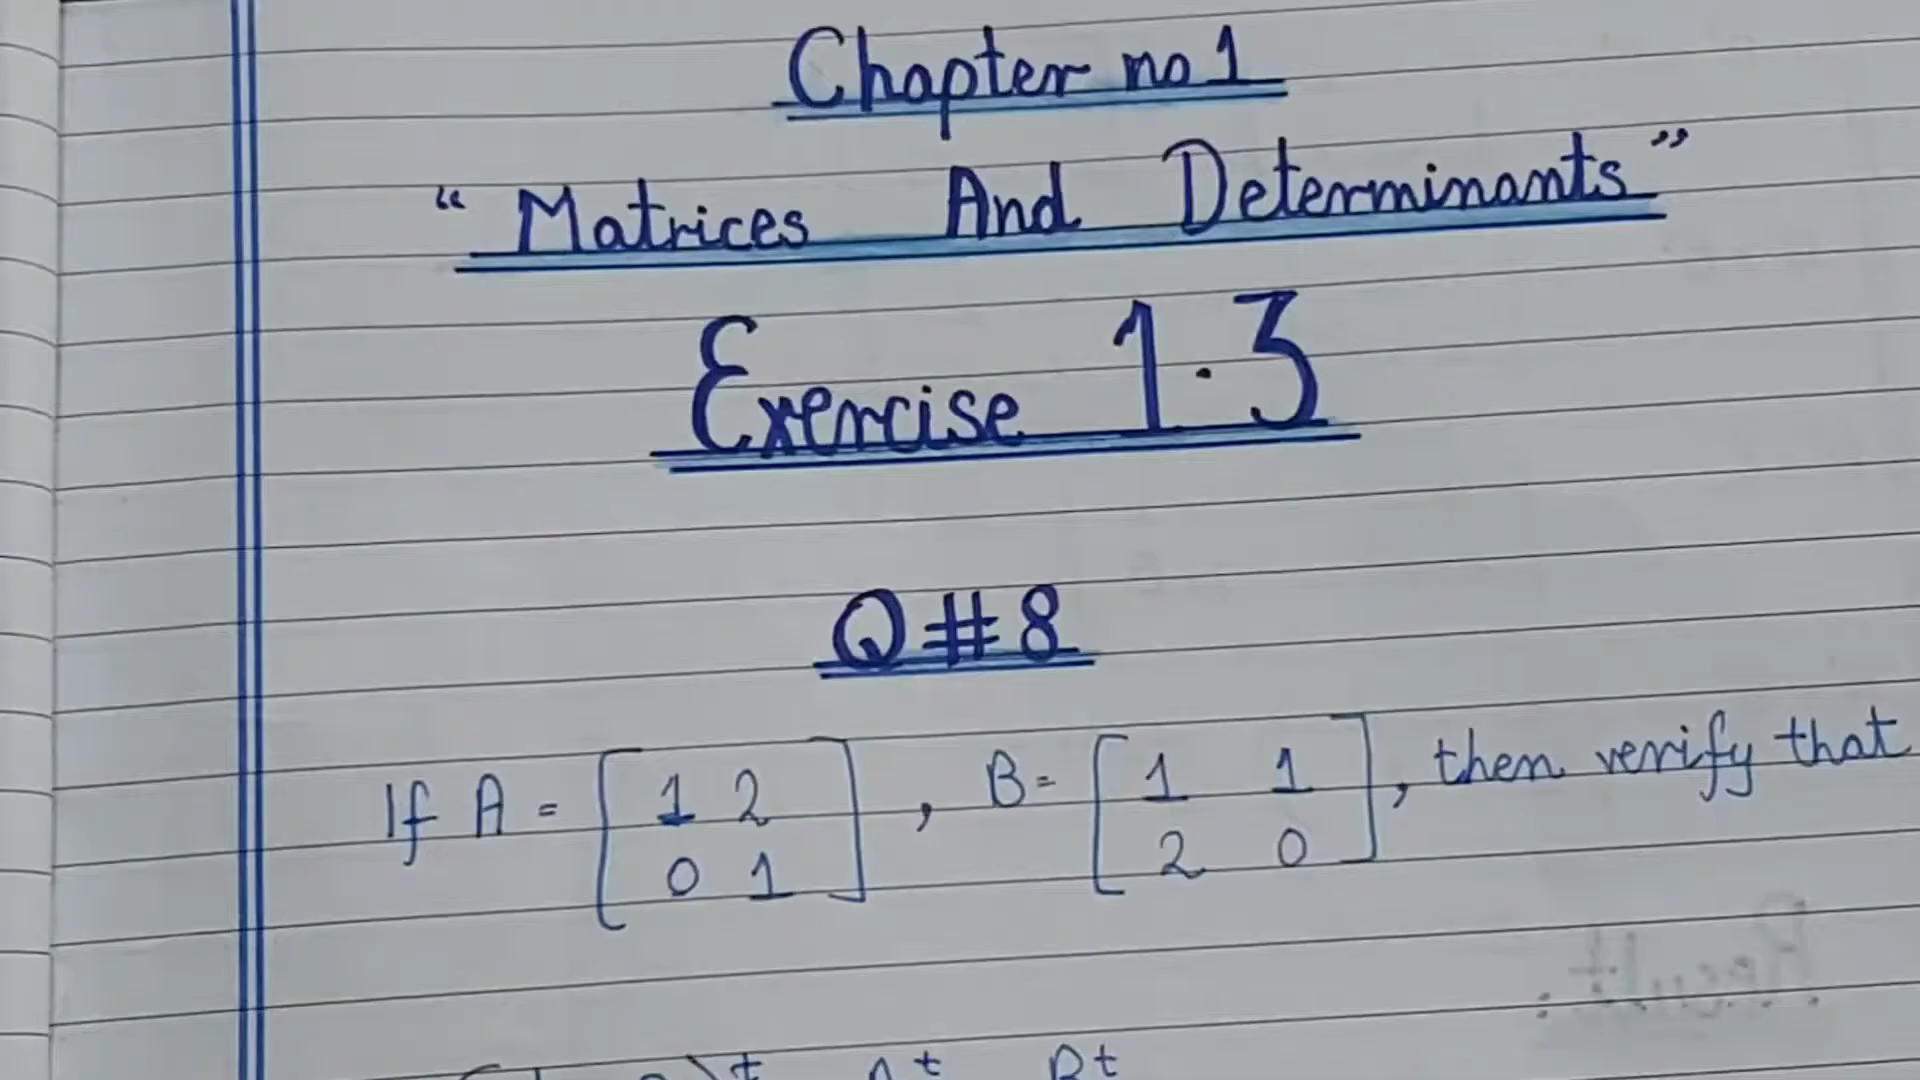 Chapter no 1
“Matrices And Determinants”
Exercise 1.3
Q#8
If A = [1 2 , B= [1 1 , then verify that
0 1] 2 0]